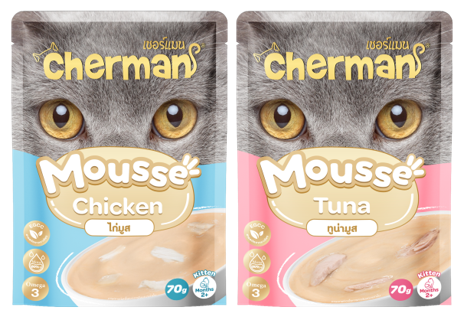 เชอร์แมน
Cherman
Mousse
Chicken
ไก่มูส
Omega
3
70g
Kitten
Months
2+
เชอร์แมน
Cherman
Mousse
Tuna
ทูน่ามูส
Omega
3
70g
Kitten
Months
2+